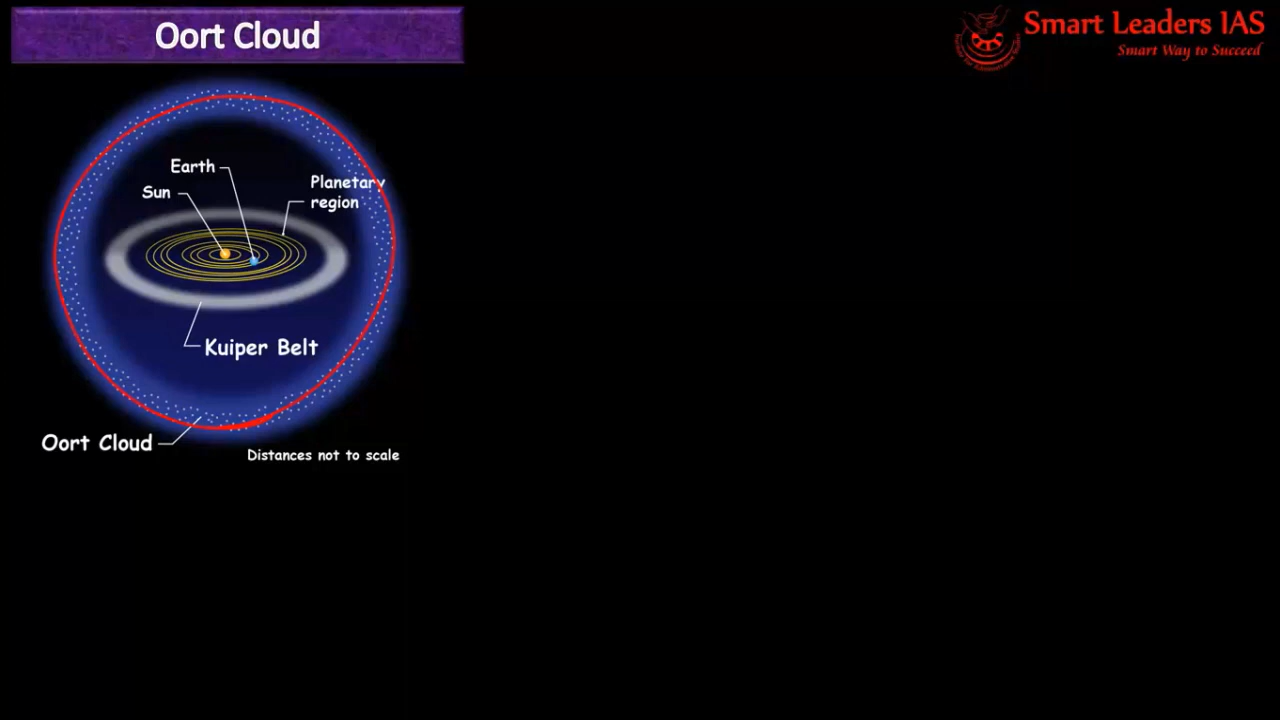 Oort Cloud
Smart Leaders IAS
Smart Way to Succeed
Earth
Sun
Planetary
region
Kuiper Belt
Oort Cloud
Distances not to scale